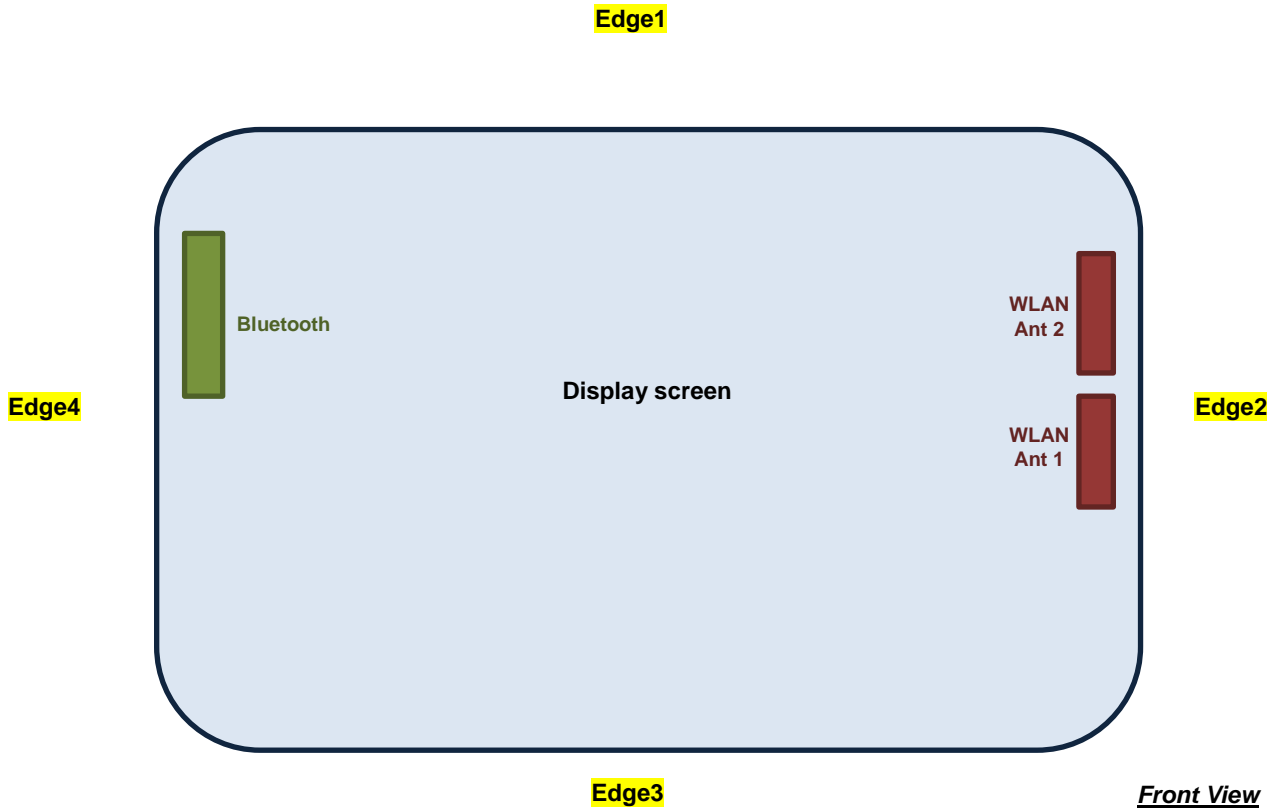 Edge1
WLAN
Ant 2
Bluetooth
Display screen
Edge4
Edge2
WLAN
Ant 1
Edge3
Front View